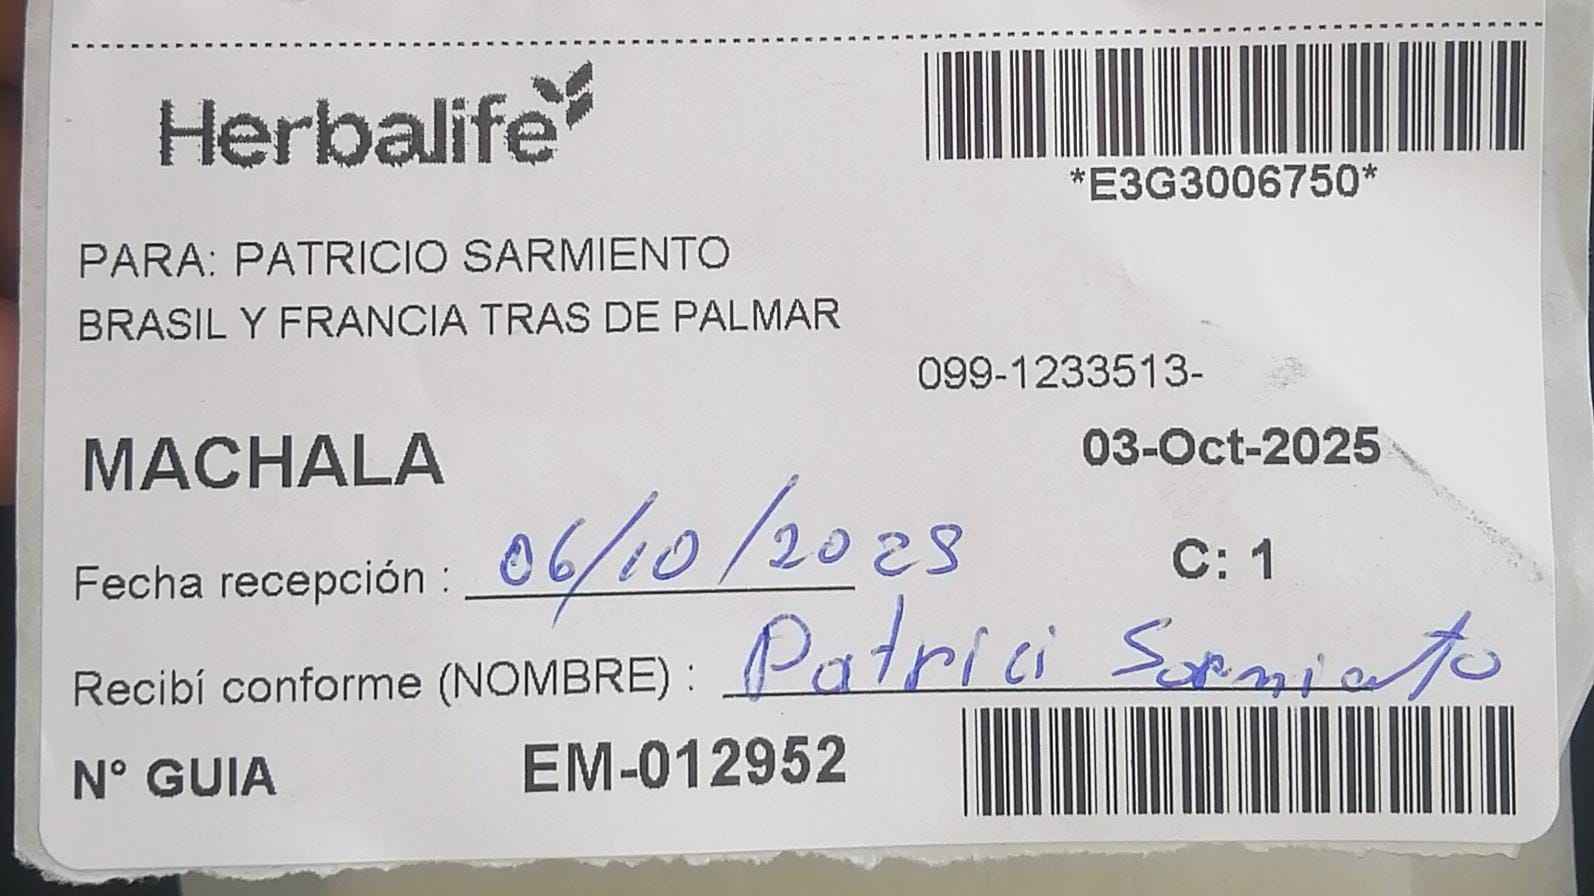 Herbalife
*E3G3006750*
PARA: PATRICIO SARMIENTO
BRASIL Y FRANCIA TRAS DE PALMAR
099-1233513-
MACHALA
03-Oct-2025
Fecha recepción : 06/10/2025
C: 1
Recibí conforme (NOMBRE) : Patrici Sarmiento
N° GUIA EM-012952